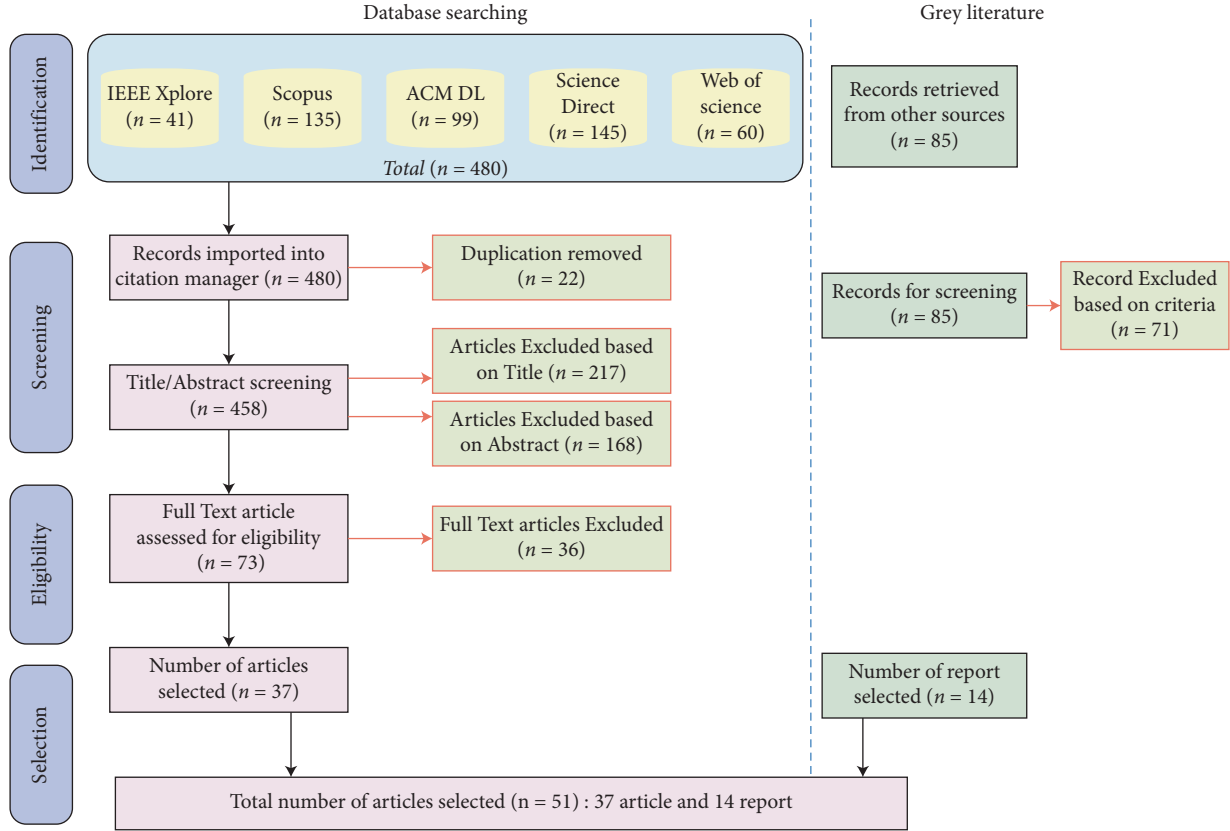 Database searching
Grey literature
Identification
IEEE Xplore
(n = 41)
Scopus
(n = 135)
ACM DL
(n = 99)
Science
Direct
(n = 145)
Web of
science
(n = 60)
Total (n = 480)
Records retrieved
from other sources
(n = 85)
Screening
Records imported into
citation manager (n = 480)
Duplication removed
(n = 22)
Records for screening
(n = 85)
Record Excluded
based on criteria
(n = 71)
Title/Abstract screening
(n = 458)
Articles Excluded based
on Title (n = 217)
Articles Excluded based
on Abstract (n = 168)
Eligibility
Full Text article
assessed for eligibility
(n = 73)
Full Text articles Excluded
(n = 36)
Selection
Number of articles
selected (n = 37)
Number of report
selected (n = 14)
Total number of articles selected (n = 51) : 37 article and 14 report